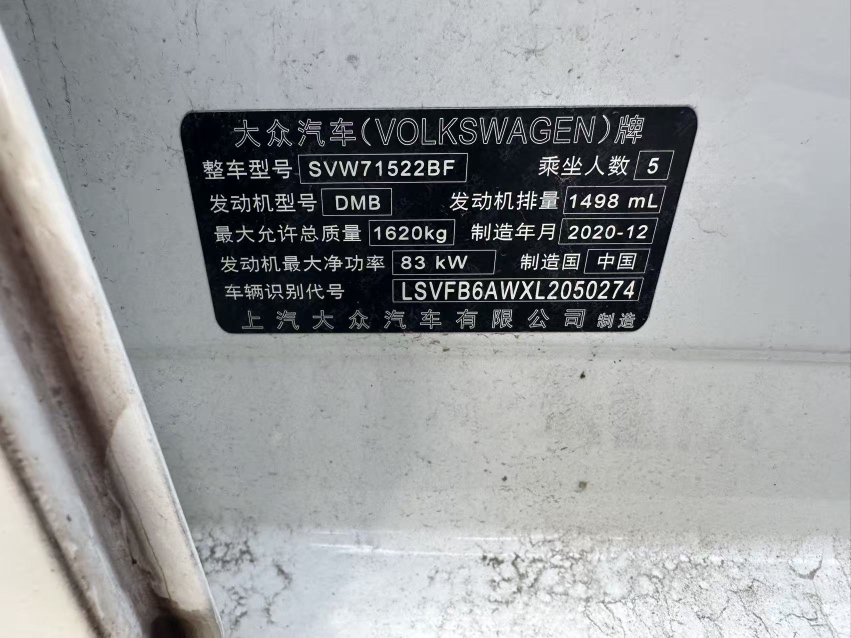 大众汽车(VOLKSWAGEN)牌
整车型号 SVW71522BF 乘坐人数 5
发动机型号 DMB 发动机排量 1498 mL
最大允许总质量 1620kg 制造年月 2020-12
发动机最大净功率 83 kW 制造国 中国
车辆识别代号 LSVFB6AWXL2050274
上汽大众汽车有限公司 制造